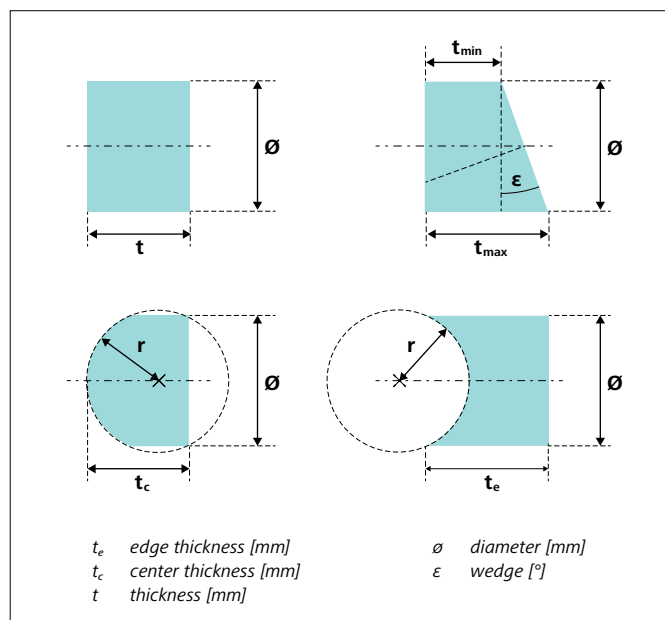 t
Ø
tmin
Ø
ε
tmax
r
Ø
tc
r
Ø
te
te edge thickness [mm]
tc center thickness [mm]
t thickness [mm]
ø diameter [mm]
ε wedge [°]